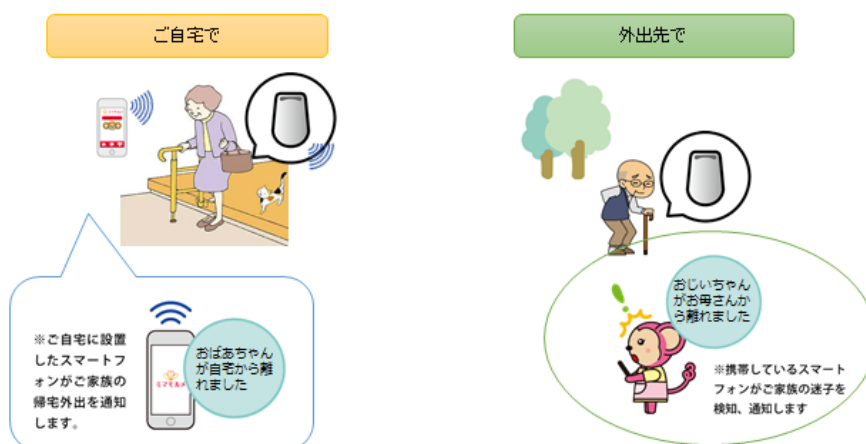 ご自宅で
外出先で
※ご自宅に設置
したスマートフ
ォンがご家族の
帰宅外出を通知
します。
ミマモルメ
おばあちゃん
が自宅から離
れました
おじいちゃん
がお母さんか
ら離れました
※携帯しているスマート
フォンがご家族の迷子を
検知、通知します